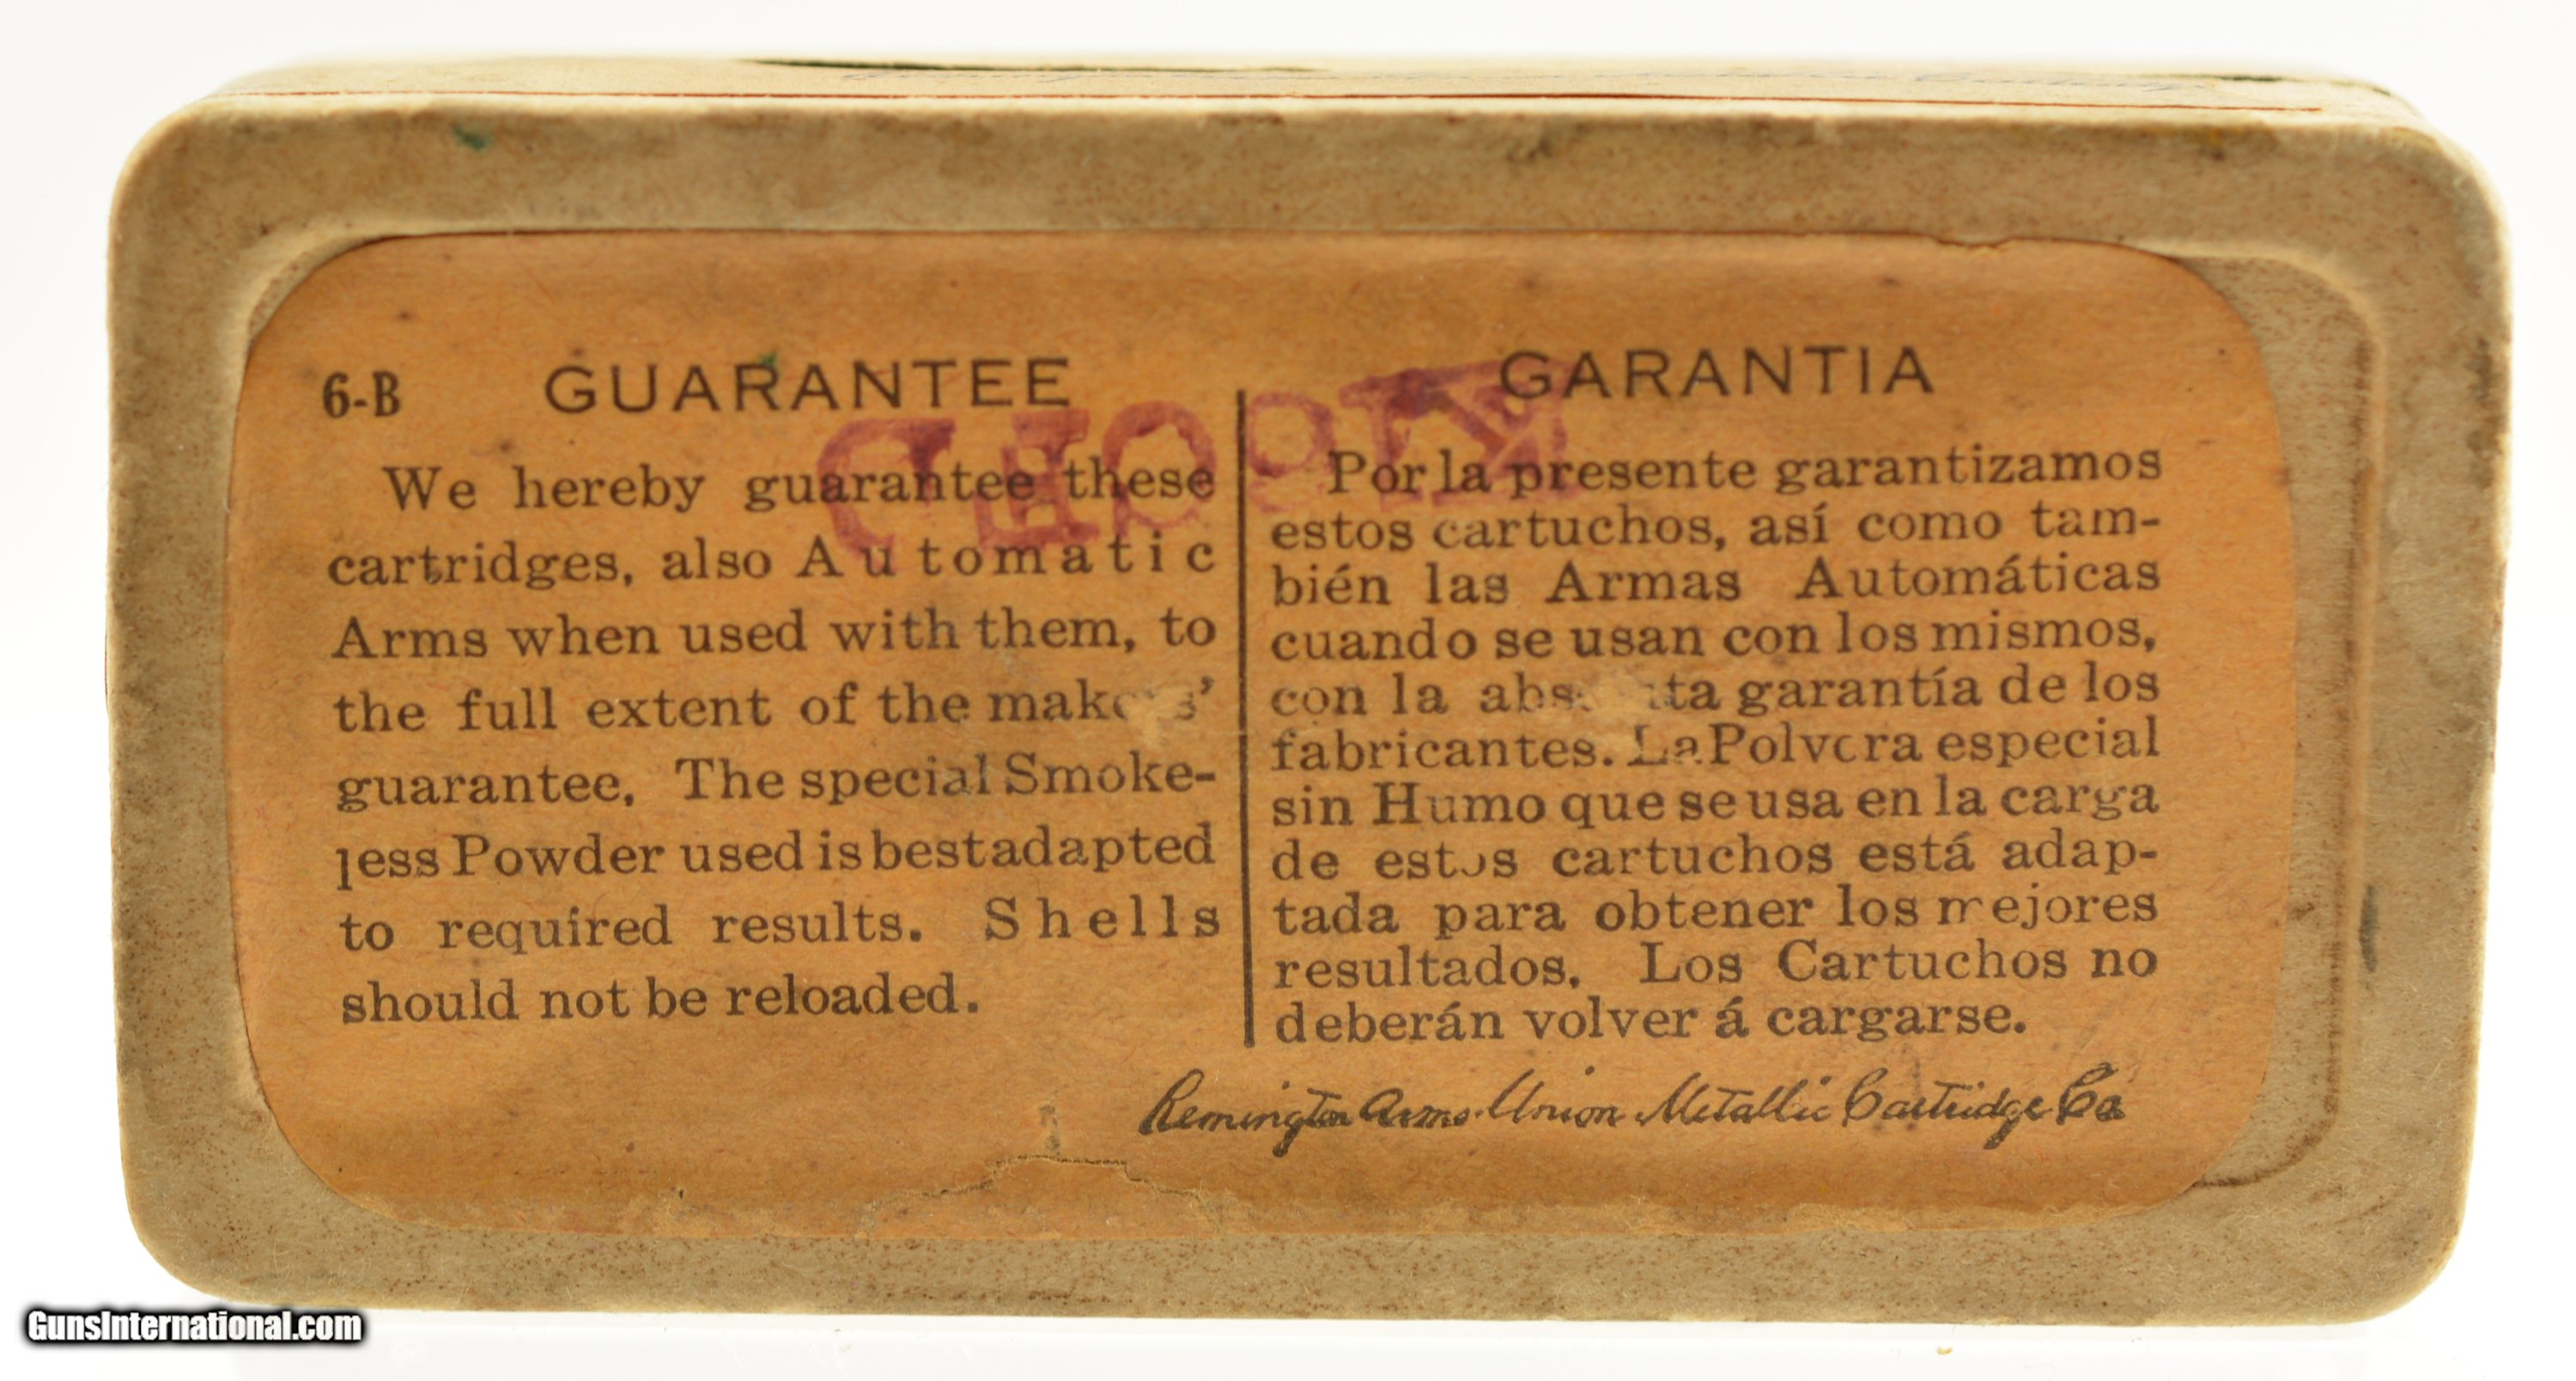 6-B GUARANTEE
We hereby guarantee these
cartridges, also Automatic
Arms when used with them, to
the full extent of the makers'
guarantee. The special Smoke-
less Powder used is best adapted
to required results. Shells
should not be reloaded.
GARANTIA
Por la presente garantizamos
estos cartuchos, así como tam-
bién las Armas Automáticas
cuando se usan con los mismos,
con la absoluta garantía de los
fabricantes. La Polvera especial
sin Humo que se usa en la carga
de estos cartuchos está adap-
tada para obtener los mejores
resultados. Los Cartuchos no
deberán volver á cargarse.
Remington Arms-Union Metallic Cartridge Co
GunsInternational.com